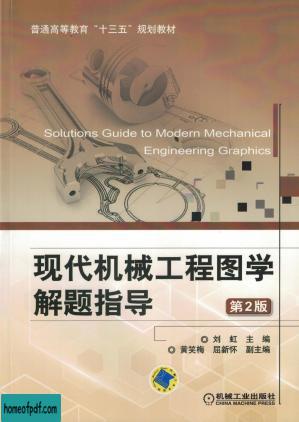 普通高等教育“十三五”规划教材
Solutions Guide to Modern Mechanical
Engineering Graphics
现代机械工程图学
解题指导
第2版
◎ 刘 虹 主 编
◎ 黄笑梅 屈新怀 副主编
机械工业出版社
CHINA MACHINE PRESS
homeofpdf.com